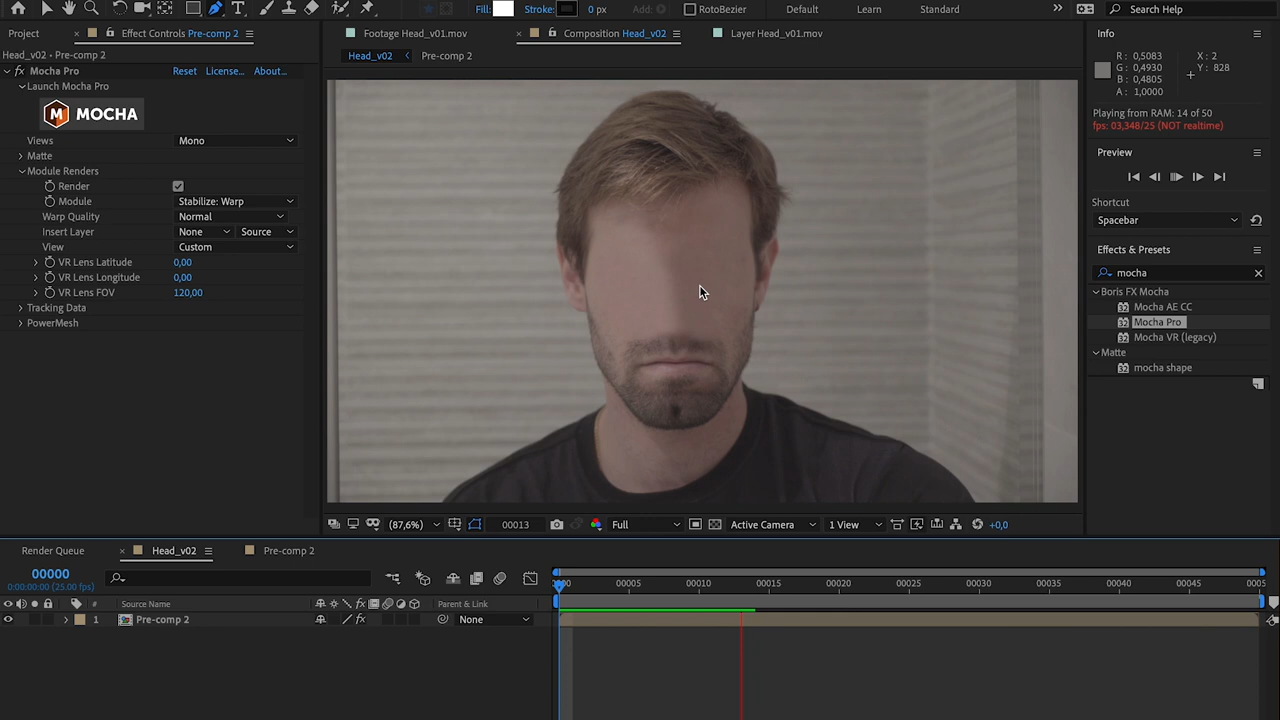 Fill: Stroke: 0 px Add: RotoBezier Default Learn Standard Search Help
Project Effect Controls Pre-comp 2
Head_v02 • Pre-comp 2
fx Mocha Pro Reset License... About...
Launch Mocha Pro
M MOCHA
Views Mono
Matte
Module Renders
Render
Module Stabilize: Warp
Warp Quality Normal
Insert Layer None Source
View Custom
VR Lens Latitude 0,00
VR Lens Longitude 0,00
VR Lens FOV 120,00
Tracking Data
PowerMesh
Footage Head_v01.mov Composition Head_v02 Layer Head_v01.mov
Head_v02 Pre-comp 2
(87,6%) 00013 Full Active Camera 1 View +0,0
Info
R : 0,5083 X : 2
G : 0,4930 Y : 828
B : 0,4805
A : 1,0000
Playing from RAM: 14 of 50
fps: 03,348/25 (NOT realtime)
Preview
Shortcut
Spacebar
Effects & Presets
mocha
Boris FX Mocha
Mocha AE CC
Mocha Pro
Mocha VR (legacy)
Matte
mocha shape
Render Queue Head_v02 Pre-comp 2
00000
0:00:00:00 (25.00 fps)
:00 00005 00010 00015 00020 00025 00030 00035 00040 00045 0005
# Source Name fx Parent & Link
1 Pre-comp 2 fx None